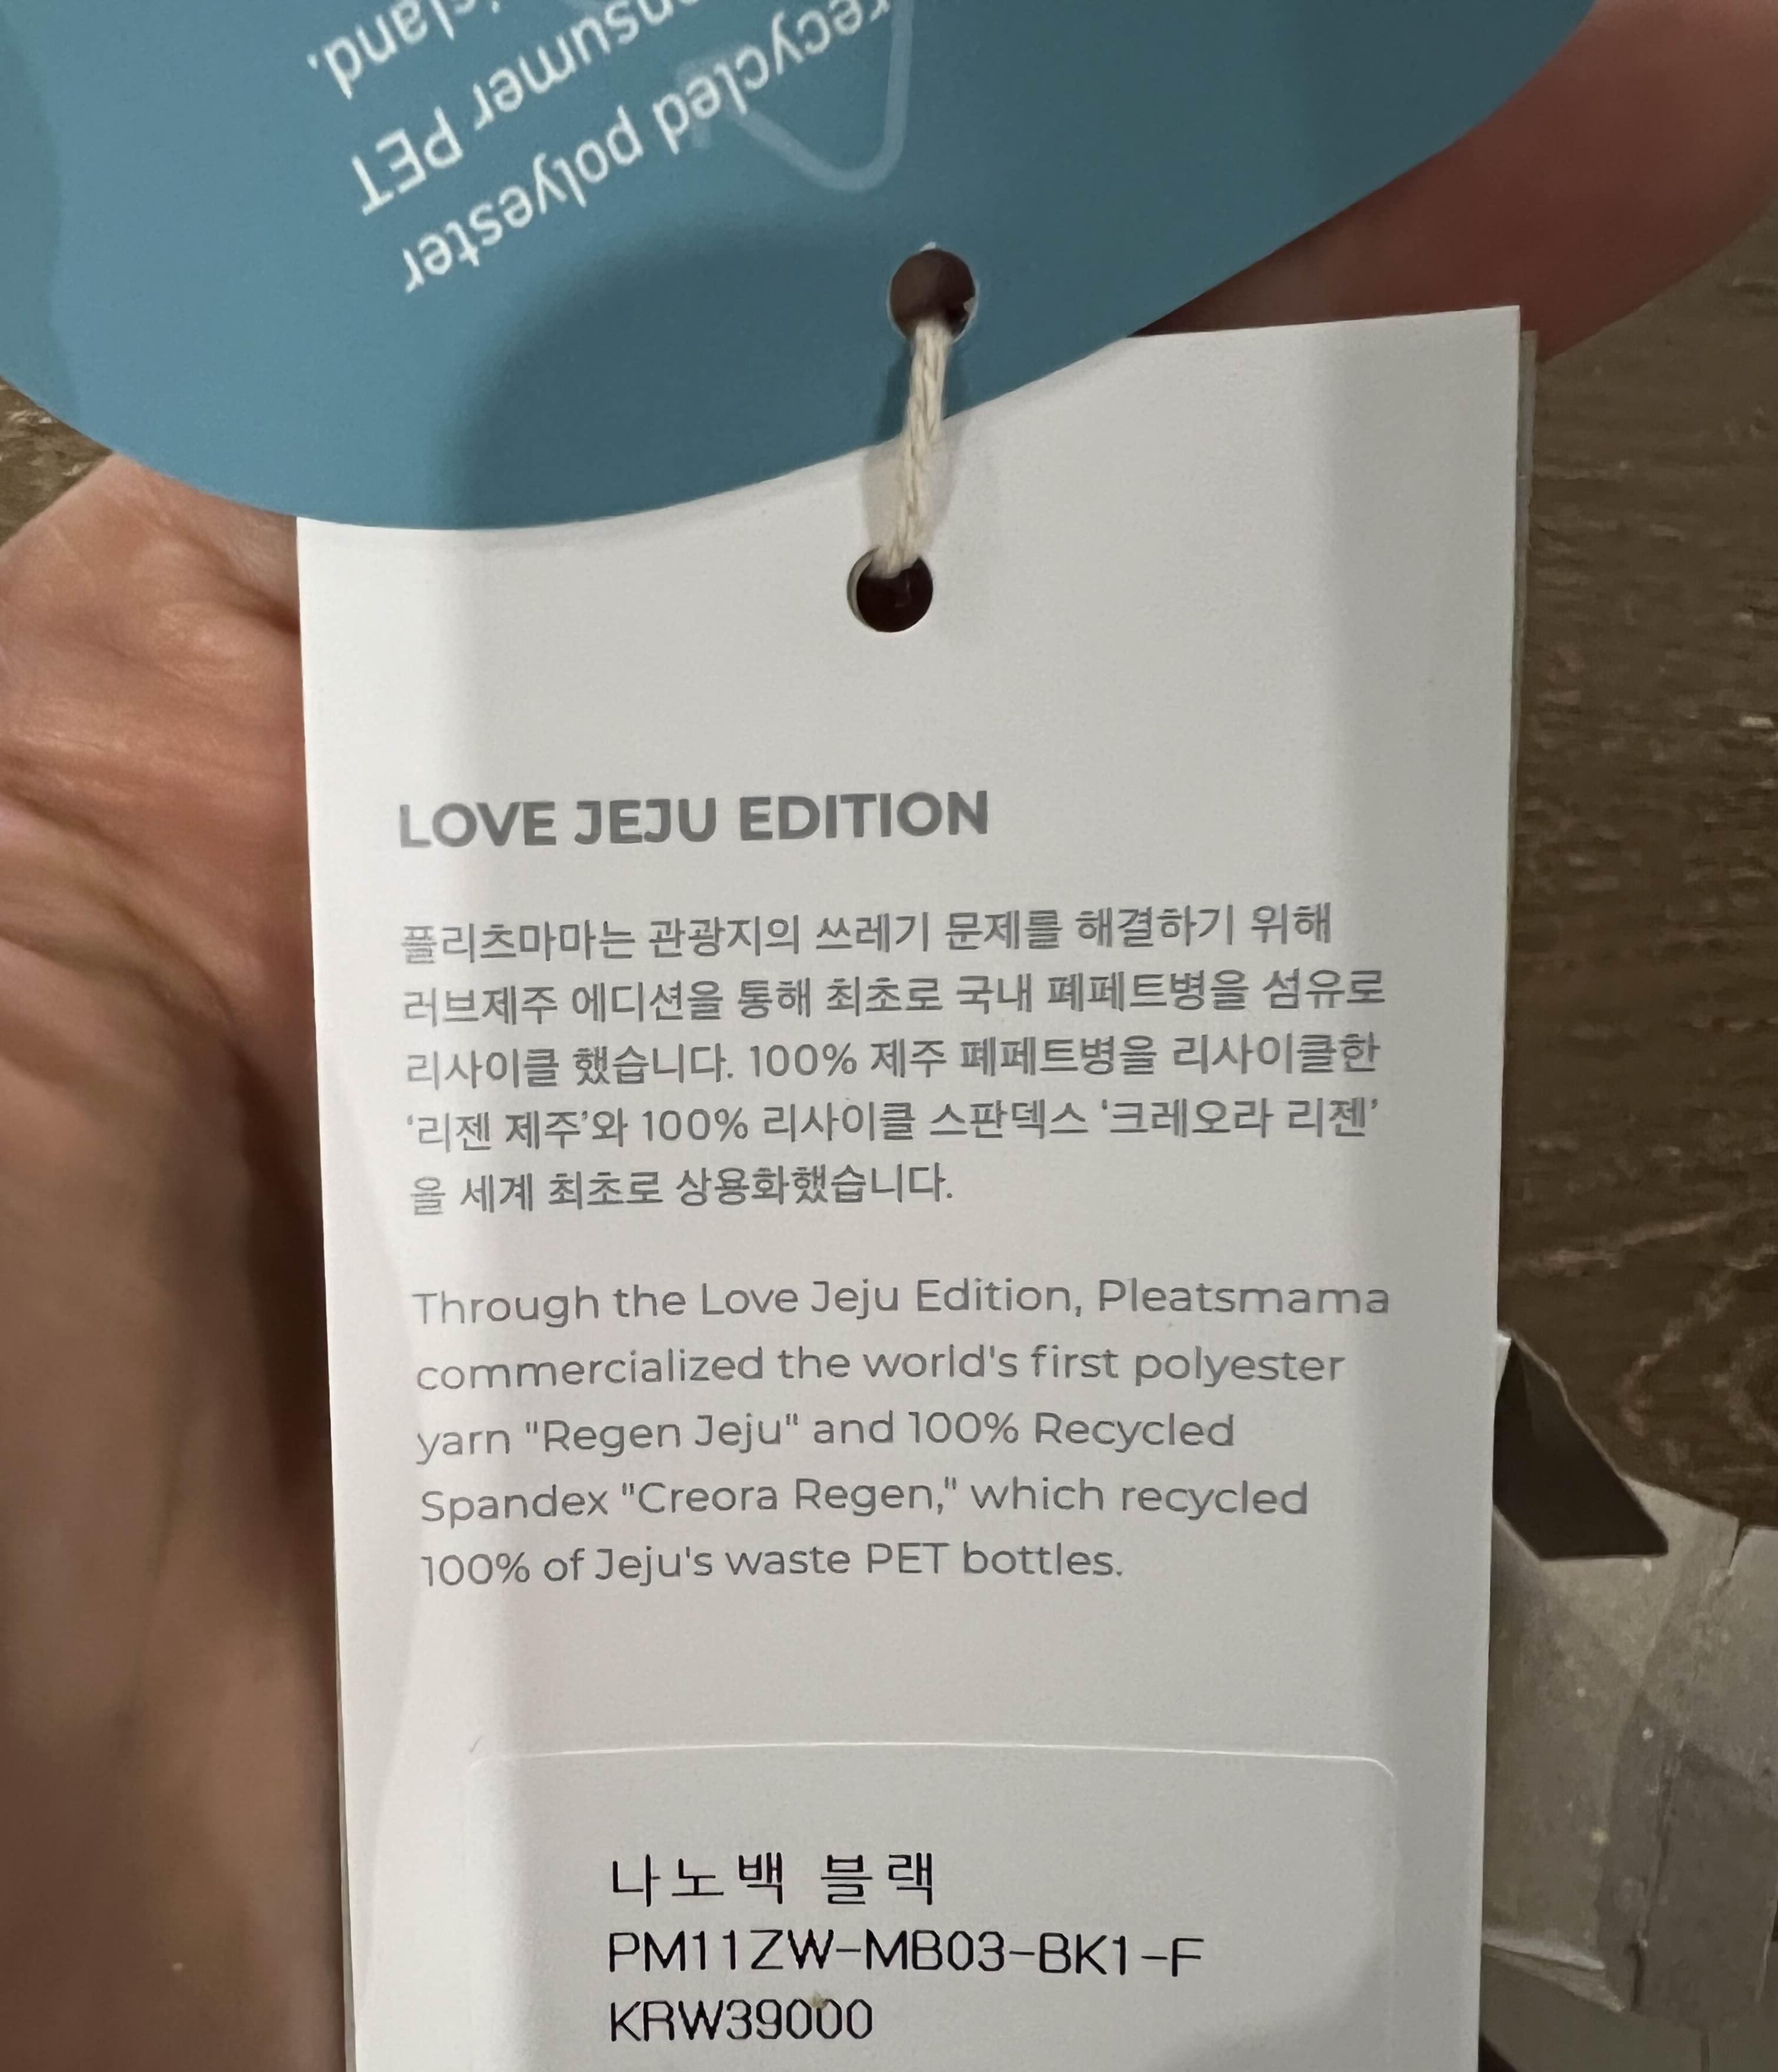 recycled polyester
PET
island.
LOVE JEJU EDITION
플리츠마마는 관광지의 쓰레기 문제를 해결하기 위해
러브제주 에디션을 통해 최초로 국내 폐페트병을 섬유로
리사이클 했습니다. 100% 제주 폐페트병을 리사이클한
‘리젠 제주’와 100% 리사이클 스판덱스 ‘크레오라 리젠’
을 세계 최초로 상용화했습니다.
Through the Love Jeju Edition, Pleatsmama
commercialized the world's first polyester
yarn "Regen Jeju" and 100% Recycled
Spandex "Creora Regen," which recycled
100% of Jeju's waste PET bottles.
나노백 블랙
PM11ZW-MB03-BK1-F
KRW39000